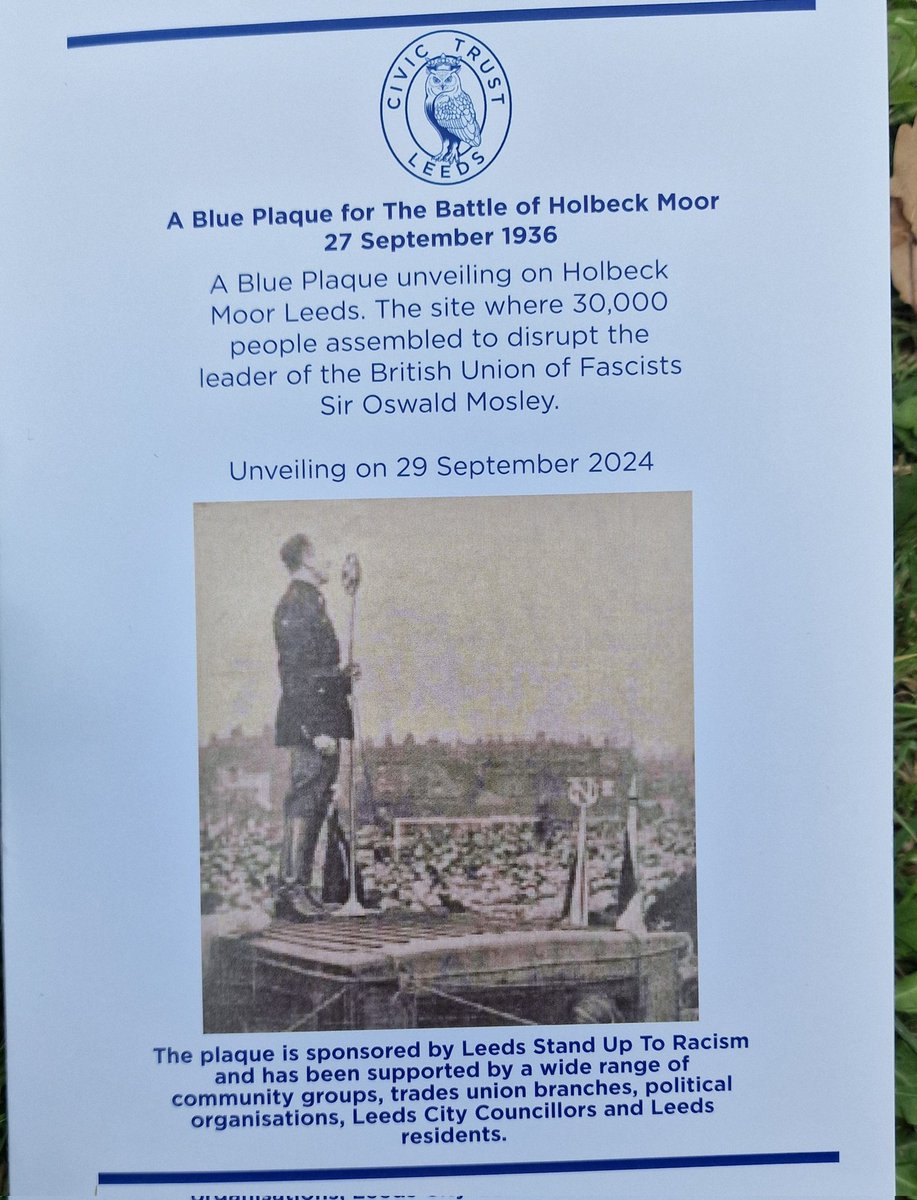 CIVIC TRUST
LEEDS
A Blue Plaque for The Battle of Holbeck Moor
27 September 1936
A Blue Plaque unveiling on Holbeck
Moor Leeds. The site where 30,000
people assembled to disrupt the
leader of the British Union of Fascists
Sir Oswald Mosley.
Unveiling on 29 September 2024
The plaque is sponsored by Leeds Stand Up To Racism
and has been supported by a wide range of
community groups, trades union branches, political
organisations, Leeds City Councillors and Leeds
residents.